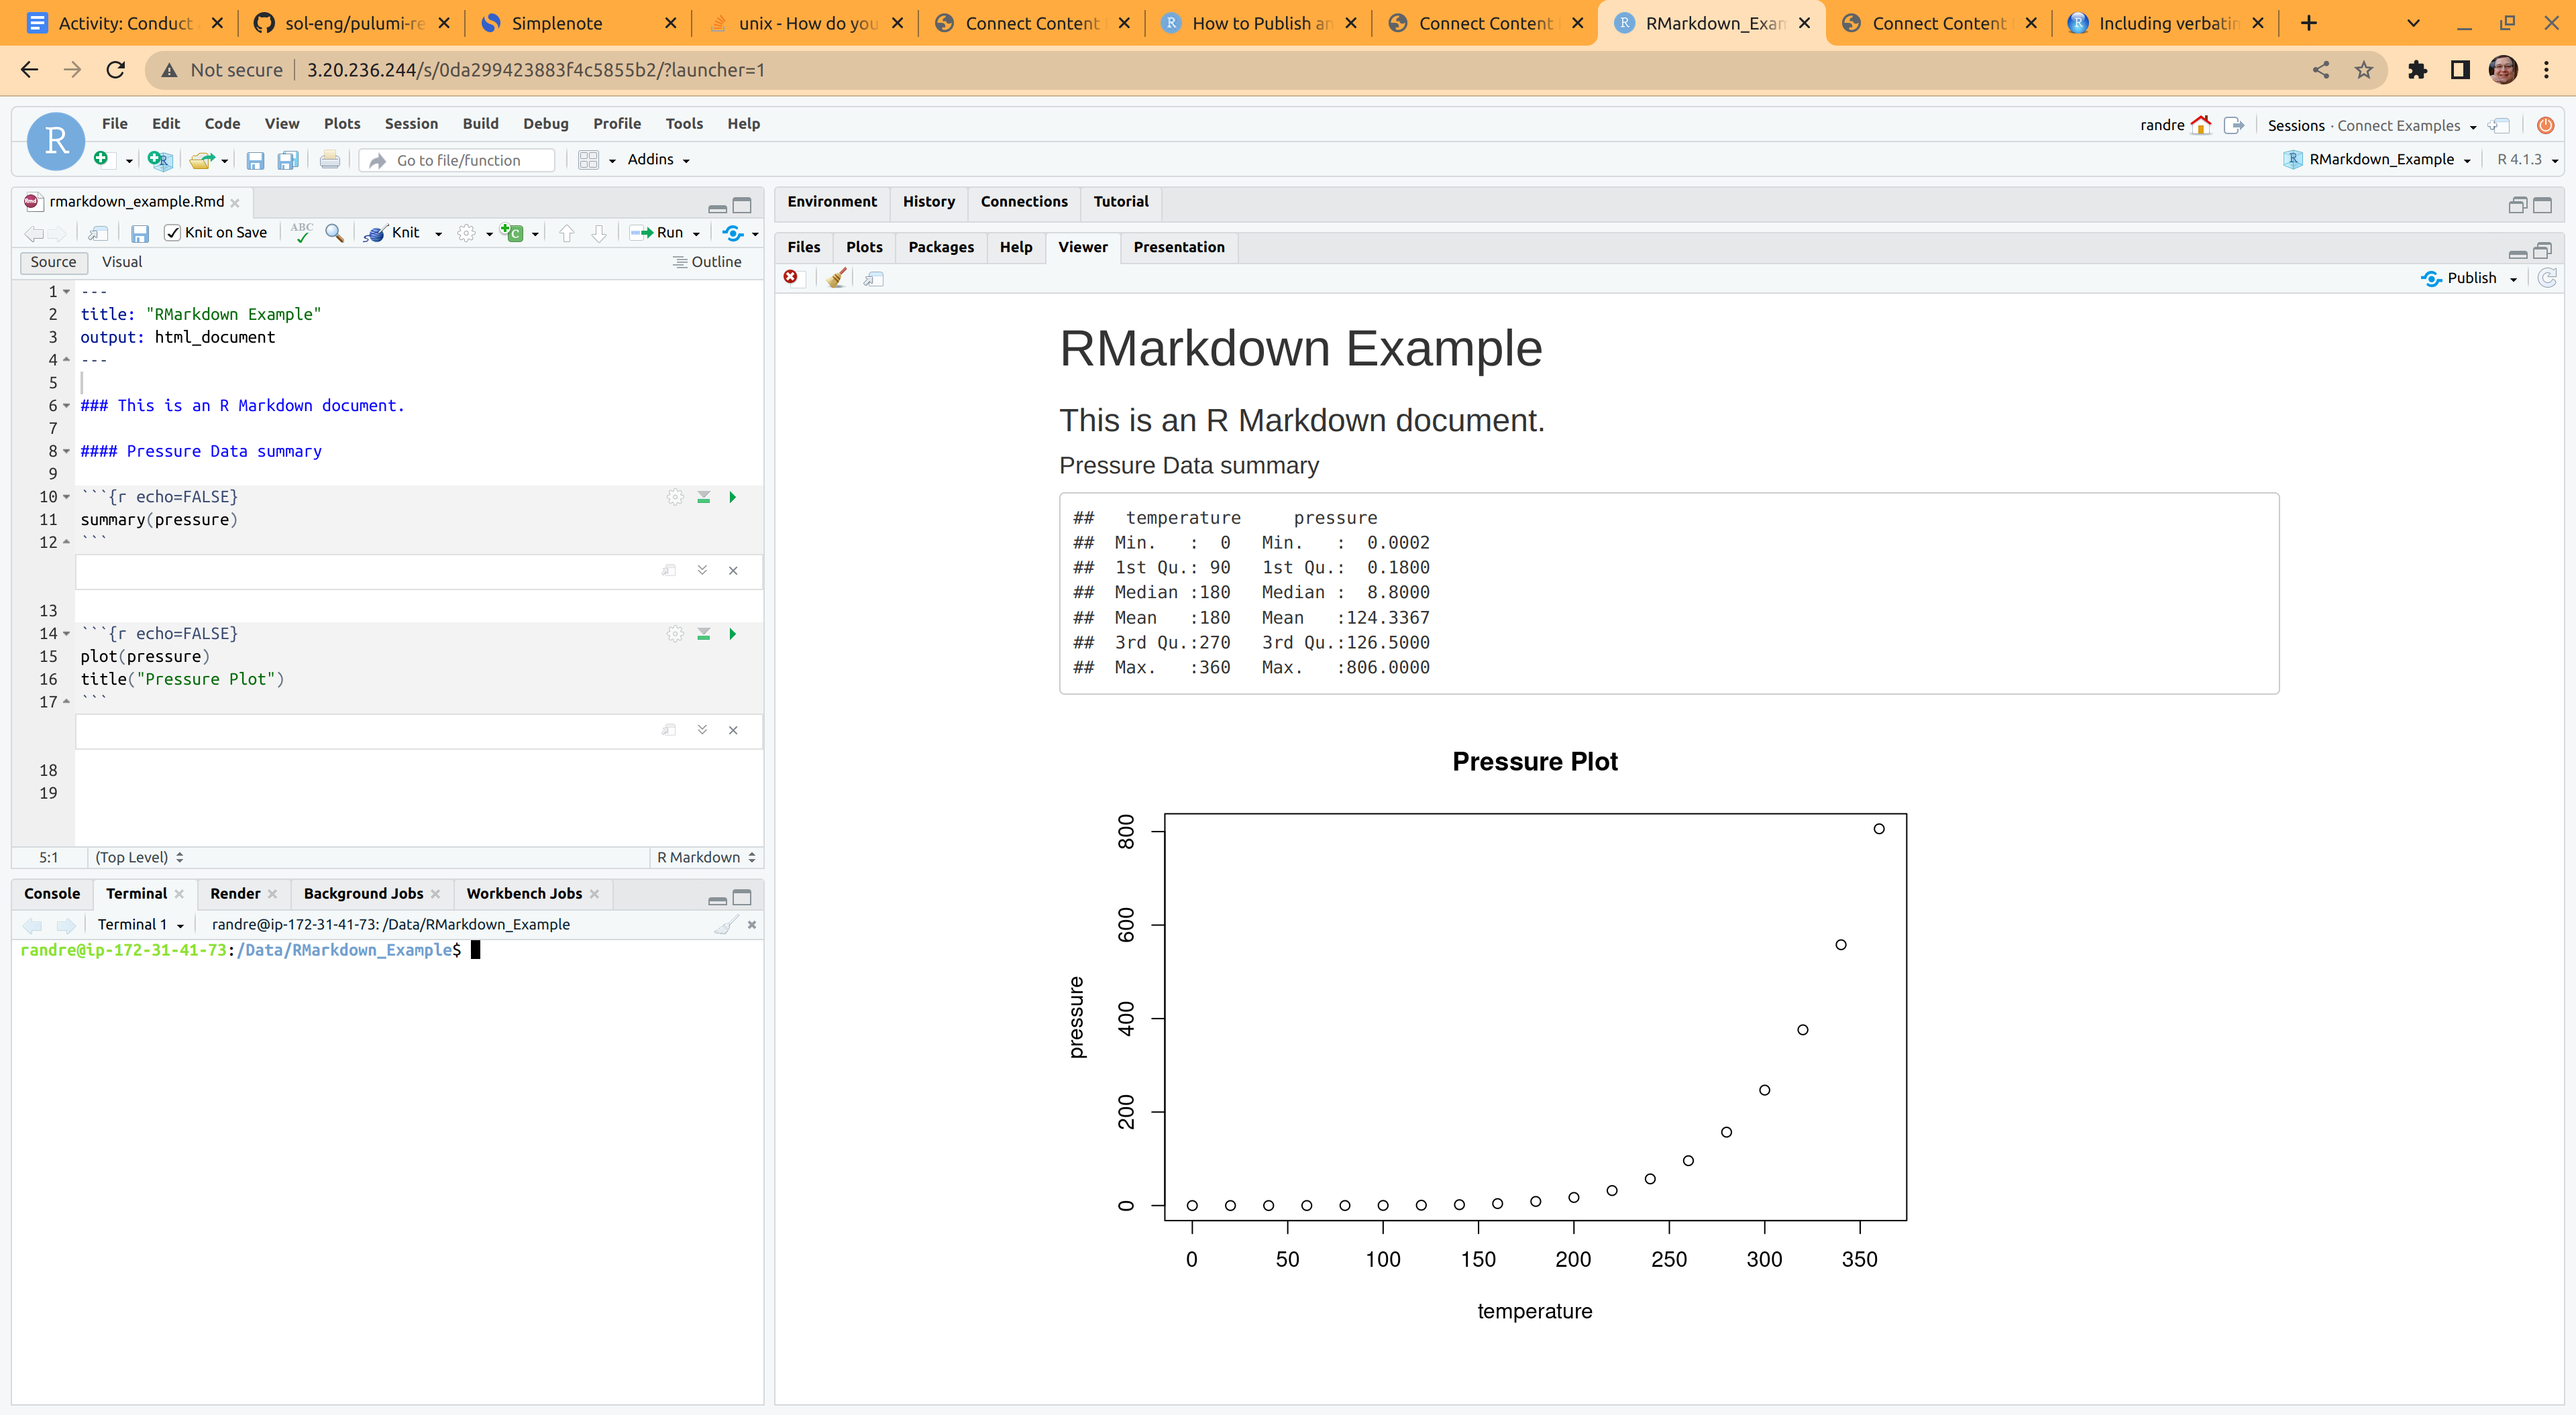 Activity: Conduct
sol-eng/pulumi-re
Simplenote
unix - How do you
Connect Content
How to Publish an
Connect Content
RMarkdown_Exam
Connect Content
Including verbatim
Not secure 3.20.236.244/s/0da299423883f4c5855b2/?launcher=1
R File Edit Code View Plots Session Build Debug Profile Tools Help
randre Sessions · Connect Examples
Go to file/function Addins
RMarkdown_Example R 4.1.3
rmarkdown_example.Rmd
Knit on Save ABC Knit Run
Source Visual Outline
1 ---
2 title: "RMarkdown Example"
3 output: html_document
4 ---
5
6 ### This is an R Markdown document.
7
8 #### Pressure Data summary
9
10 ```{r echo=FALSE}
11 summary(pressure)
12 ```
13
14 ```{r echo=FALSE}
15 plot(pressure)
16 title("Pressure Plot")
17 ```
18
19
5:1 (Top Level) R Markdown
Console Terminal Render Background Jobs Workbench Jobs
Terminal 1 randre@ip-172-31-41-73: /Data/RMarkdown_Example
randre@ip-172-31-41-73:/Data/RMarkdown_Example$
Environment History Connections Tutorial
Files Plots Packages Help Viewer Presentation
Publish
RMarkdown Example
This is an R Markdown document.
Pressure Data summary
##   temperature     pressure
##  Min.   :  0   Min.   :  0.0002
##  1st Qu.: 90   1st Qu.:  0.1800
##  Median :180   Median :  8.8000
##  Mean   :180   Mean   :124.3367
##  3rd Qu.:270   3rd Qu.:126.5000
##  Max.   :360   Max.   :806.0000
Pressure Plot
800
600
400
200
0
pressure
0 50 100 150 200 250 300 350
temperature